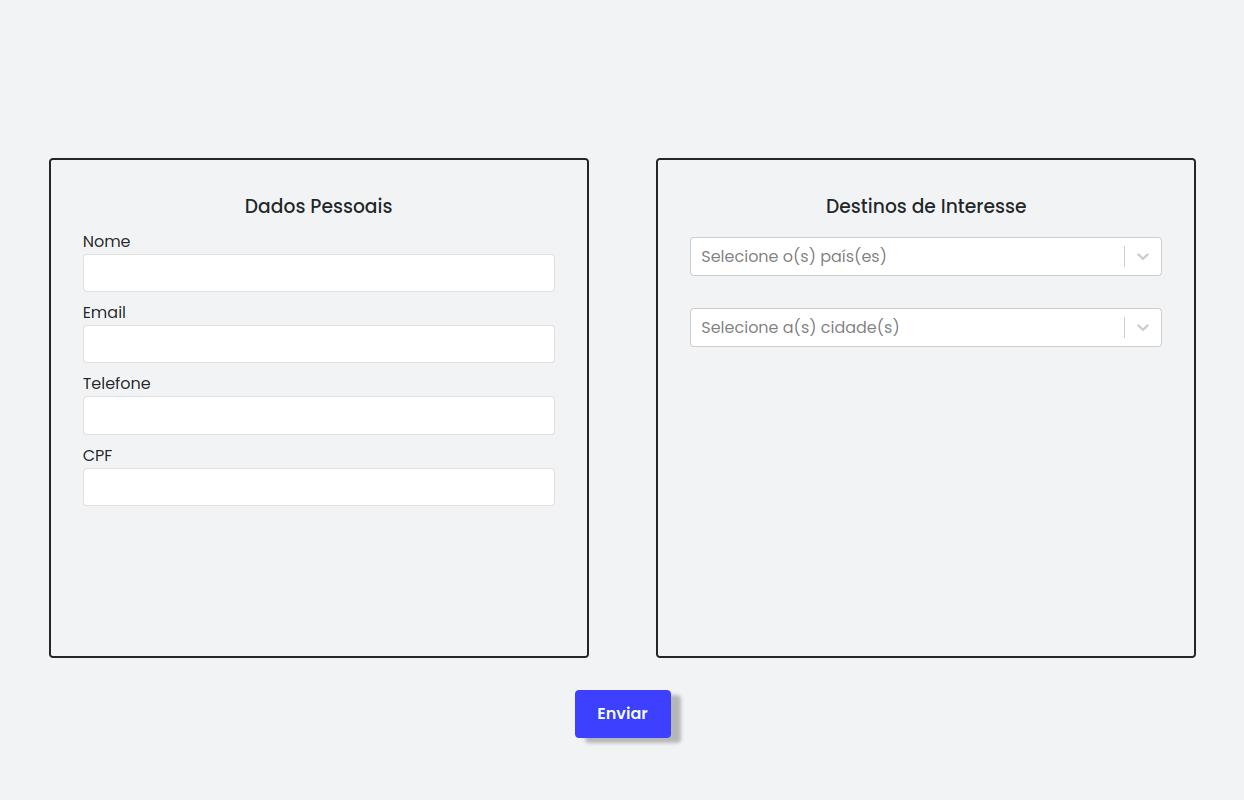 Dados Pessoais
Nome
Email
Telefone
CPF
Destinos de Interesse
Selecione o(s) país(es)
Selecione a(s) cidade(s)
Enviar